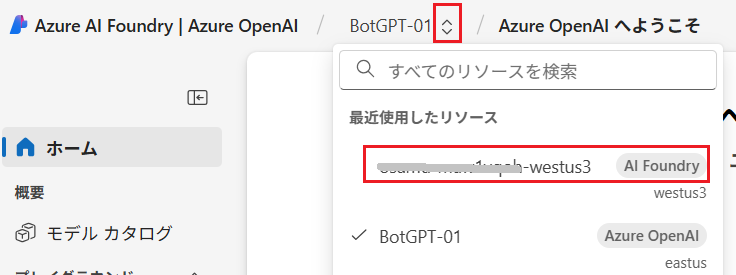 Azure AI Foundry | Azure OpenAI / BotGPT-01 / Azure OpenAI へようこそ
すべてのリソースを検索
最近使用したリソース
-westus3 AI Foundry
westus3
ホーム
概要
モデル カタログ
BotGPT-01 Azure OpenAI
eastus